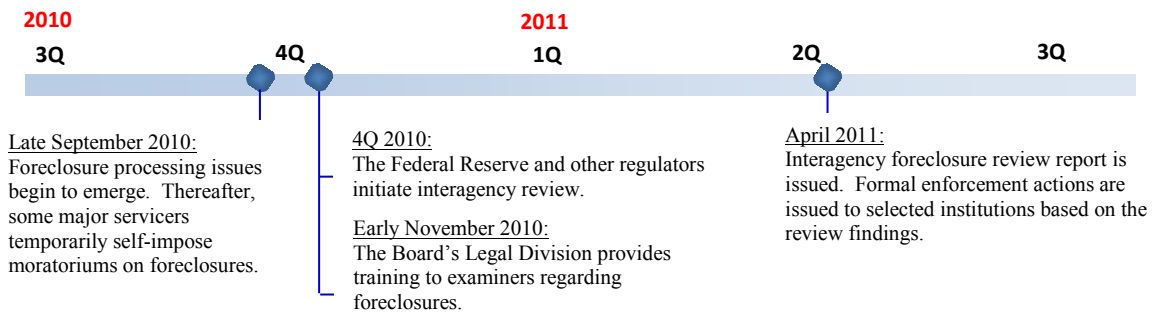 2010
2011
3Q
4Q
1Q
2Q
3Q
Late September 2010:
Foreclosure processing issues
begin to emerge.  Thereafter,
some major servicers
temporarily self-impose
moratoriums on foreclosures.
4Q 2010:
The Federal Reserve and other regulators
initiate interagency review.
Early November 2010:
The Board’s Legal Division provides
training to examiners regarding
foreclosures.
April 2011:
Interagency foreclosure review report is
issued.  Formal enforcement actions are
issued to selected institutions based on the
review findings.